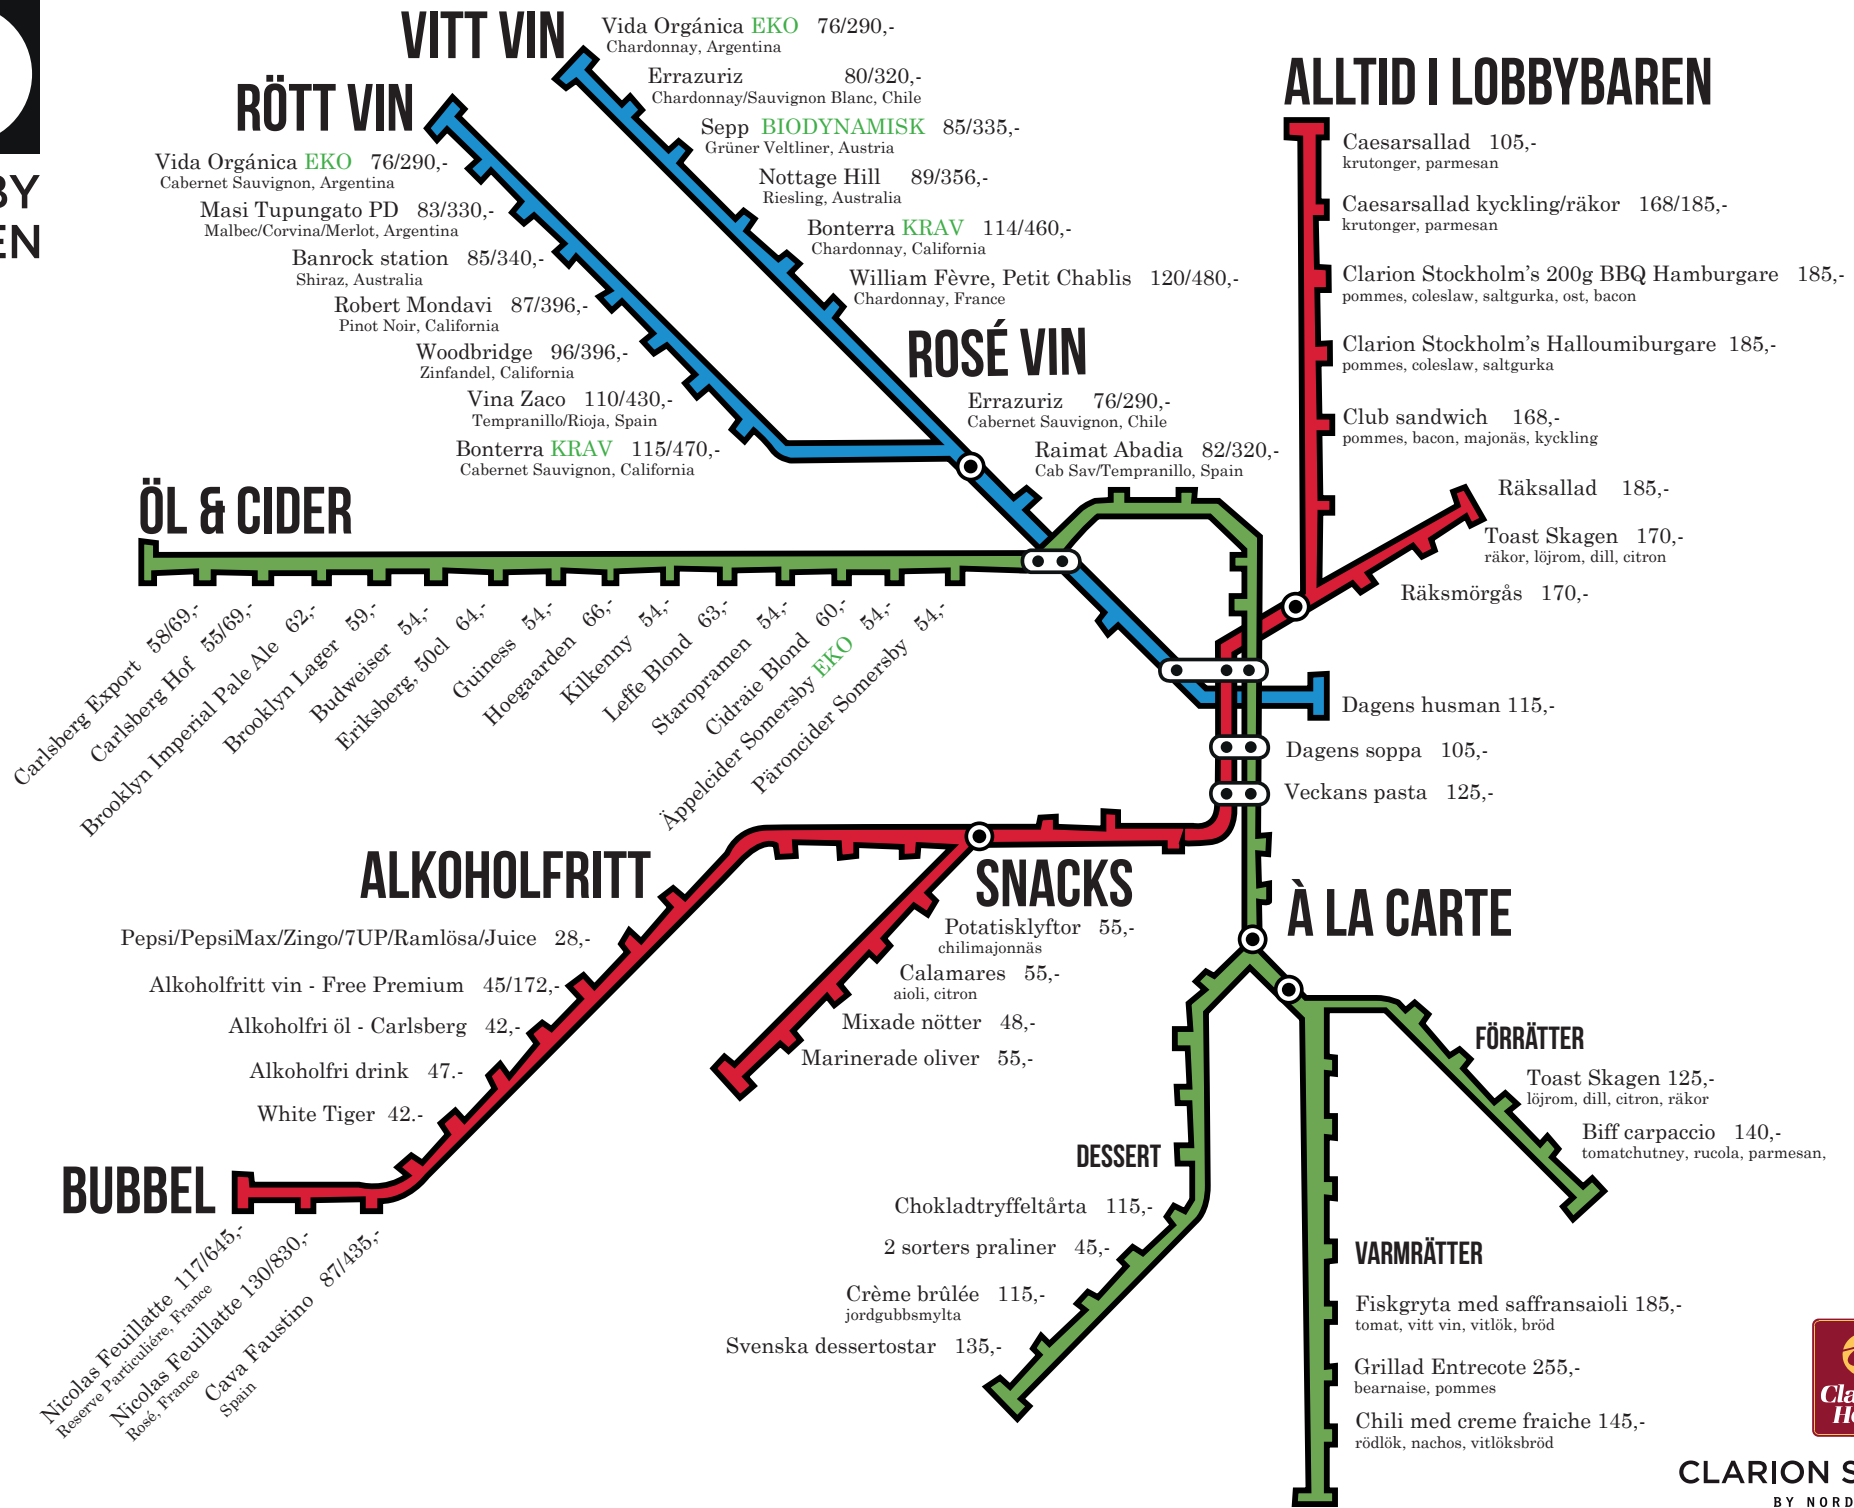 BY
EN
VITT VIN
Vida Orgánica EKO 76/290,-
Chardonnay, Argentina
Errazuriz 80/320,-
Chardonnay/Sauvignon Blanc, Chile
Sepp BIODYNAMISK 85/335,-
Grüner Veltliner, Austria
Nottage Hill 89/356,-
Riesling, Australia
Bonterra KRAV 114/460,-
Chardonnay, California
William Fèvre, Petit Chablis 120/480,-
Chardonnay, France
RÖTT VIN
Vida Orgánica EKO 76/290,-
Cabernet Sauvignon, Argentina
Masi Tupungato PD 83/330,-
Malbec/Corvina/Merlot, Argentina
Banrock station 85/340,-
Shiraz, Australia
Robert Mondavi 87/396,-
Pinot Noir, California
Woodbridge 96/396,-
Zinfandel, California
Vina Zaco 110/430,-
Tempranillo/Rioja, Spain
Bonterra KRAV 115/470,-
Cabernet Sauvignon, California
ROSÉ VIN
Errazuriz 76/290,-
Cabernet Sauvignon, Chile
Raimat Abadia 82/320,-
Cab Sav/Tempranillo, Spain
ALLTID I LOBBYBAREN
Caesarsallad 105,-
krutonger, parmesan
Caesarsallad kyckling/räkor 168/185,-
krutonger, parmesan
Clarion Stockholm's 200g BBQ Hamburgare 185,-
pommes, coleslaw, saltgurka, ost, bacon
Clarion Stockholm's Halloumiburgare 185,-
pommes, coleslaw, saltgurka
Club sandwich 168,-
pommes, bacon, majonäs, kyckling
Räksallad 185,-
Toast Skagen 170,-
räkor, löjrom, dill, citron
Räksmörgås 170,-
Dagens husman 115,-
Dagens soppa 105,-
Veckans pasta 125,-
ÖL & CIDER
Carlsberg Export 58/69,-
Carlsberg Hof 55/69,-
Brooklyn Imperial Pale Ale 62,-
Brooklyn Lager 59,-
Budweiser 54,-
Eriksberg, 50cl 64,-
Guiness 54,-
Hoegaarden 66,-
Kilkenny 54,-
Leffe Blond 63,-
Staropramen 54,-
Cidraie Blond 60,-
Äppelcider Somersby EKO 54,-
Päroncider Somersby 54,-
ALKOHOLFRITT
Pepsi/PepsiMax/Zingo/7UP/Ramlösa/Juice 28,-
Alkoholfritt vin - Free Premium 45/172,-
Alkoholfri öl - Carlsberg 42,-
Alkoholfri drink 47.-
White Tiger 42.-
SNACKS
Potatisklyftor 55,-
chilimajonnäs
Calamares 55,-
aioli, citron
Mixade nötter 48,-
Marinerade oliver 55,-
BUBBEL
Nicolas Feuillatte 117/645,-
Reserve Particuliére, France
Nicolas Feuillatte 130/830,-
Rosé, France
Cava Faustino 87/435,-
Spain
À LA CARTE
FÖRRÄTTER
Toast Skagen 125,-
löjrom, dill, citron, räkor
Biff carpaccio 140,-
tomatchutney, rucola, parmesan,
DESSERT
Chokladtryffeltårta 115,-
2 sorters praliner 45,-
Crème brûlée 115,-
jordgubbsmylta
Svenska dessertostar 135,-
VARMRÄTTER
Fiskgryta med saffransaioli 185,-
tomat, vitt vin, vitlök, bröd
Grillad Entrecote 255,-
bearnaise, pommes
Chili med creme fraiche 145,-
rödlök, nachos, vitlöksbröd
Cla
H
CLARION S
BY NORD